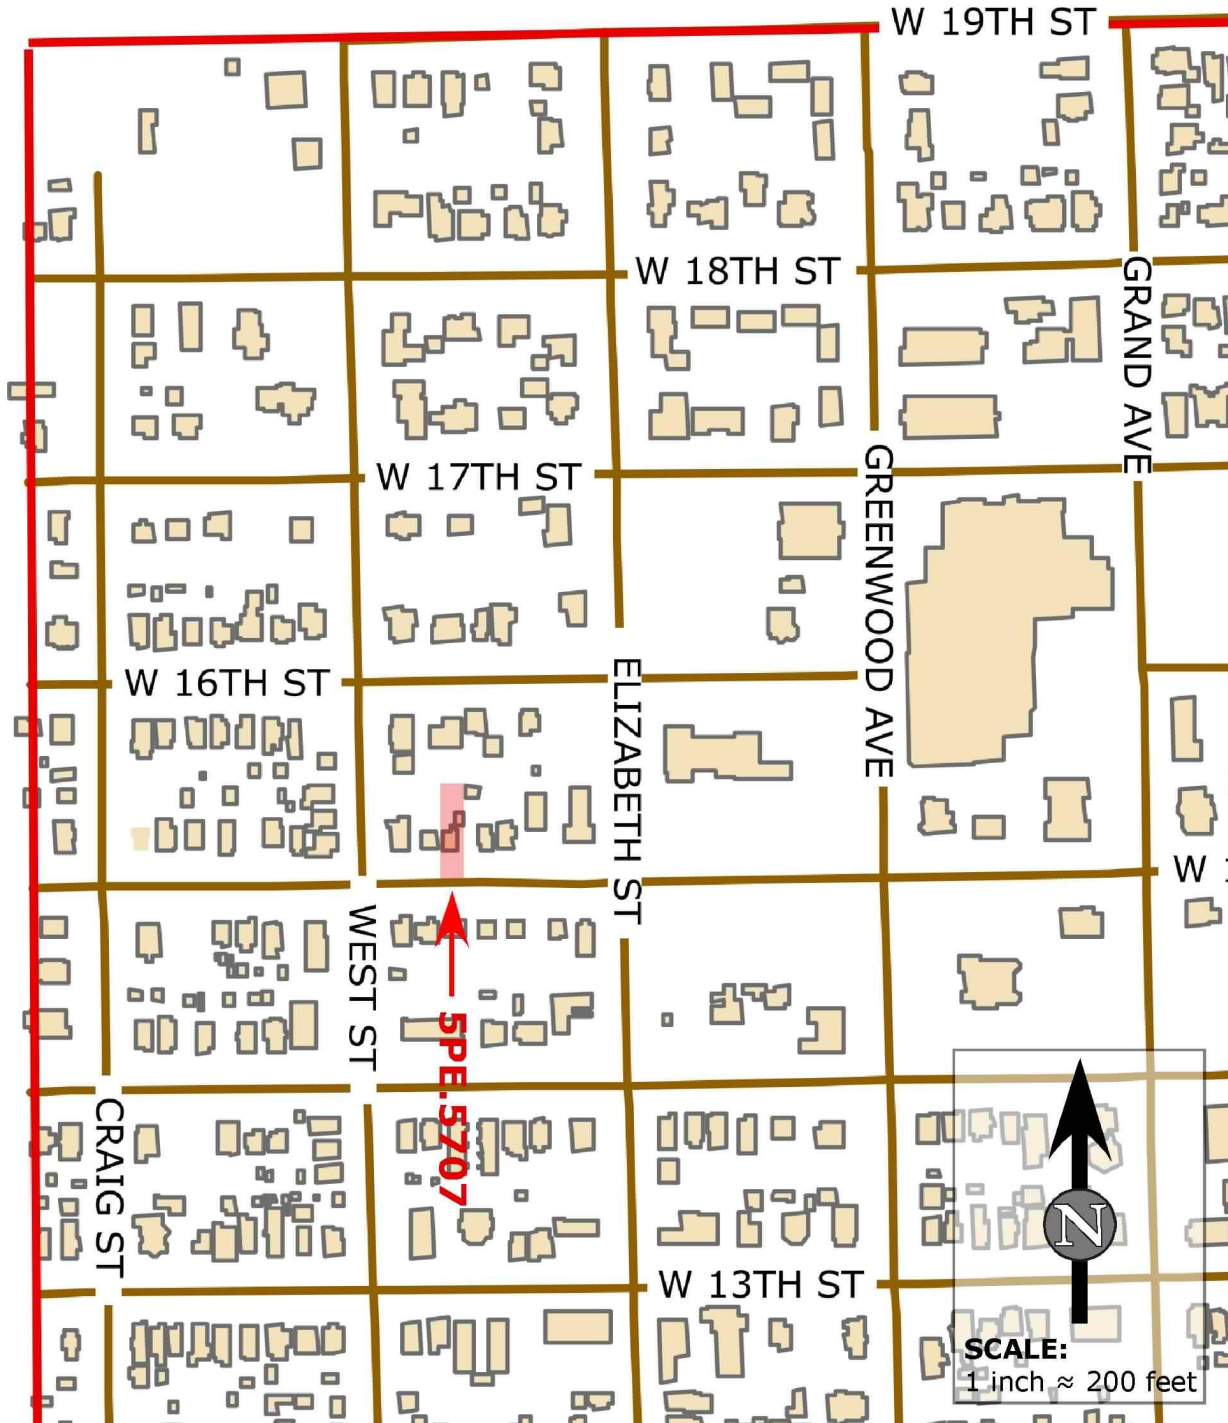 W 19TH ST
W 18TH ST
GRAND AVE
W 17TH ST
GREENWOOD AVE
W 16TH ST
ELIZABETH ST
W 1
WEST ST
5PE.5707
CRAIG ST
N
W 13TH ST
SCALE:
1 inch ≈ 200 feet